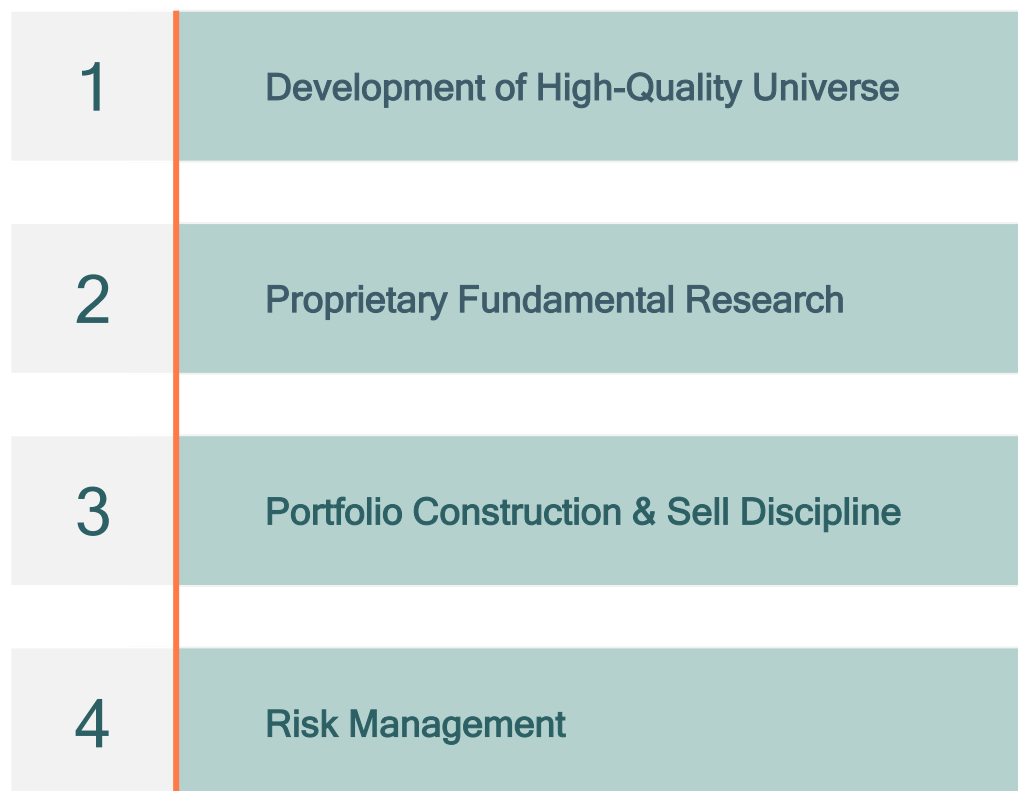 1
Development of High-Quality Universe
2
Proprietary Fundamental Research
3
Portfolio Construction & Sell Discipline
4
Risk Management